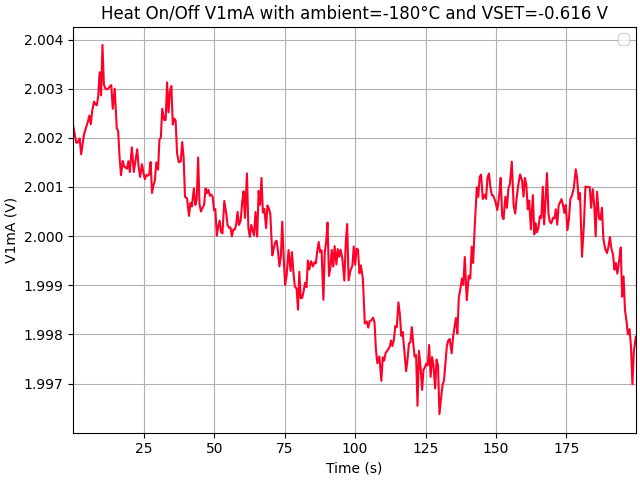 Heat On/Off V1mA with ambient=-180°C and VSET=-0.616 V
2.004
2.003
2.002
2.001
2.000
1.999
1.998
1.997
V1mA (V)
25 50 75 100 125 150 175
Time (s)